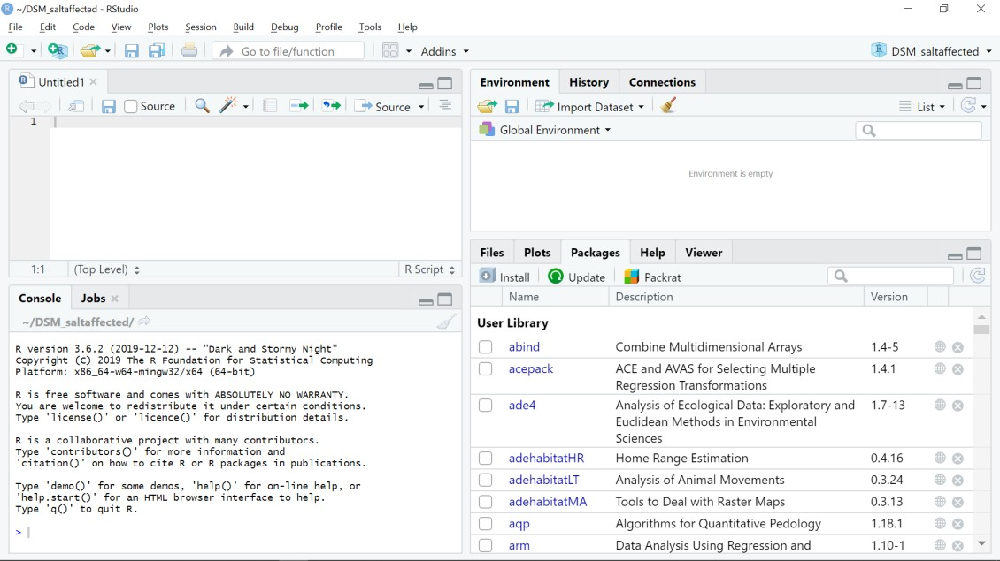 ~/DSM_saltaffected - RStudio
File Edit Code View Plots Session Build Debug Profile Tools Help
Go to file/function
Addins
DSM_saltaffected
Untitled1
Source
Source
1
1:1 (Top Level) R Script
Console Jobs
~/DSM_saltaffected/
R version 3.6.2 (2019-12-12) -- "Dark and Stormy Night"
Copyright (C) 2019 The R Foundation for Statistical Computing
Platform: x86_64-w64-mingw32/x64 (64-bit)
R is free software and comes with ABSOLUTELY NO WARRANTY.
You are welcome to redistribute it under certain conditions.
Type 'license()' or 'licence()' for distribution details.
R is a collaborative project with many contributors.
Type 'contributors()' for more information and
'citation()' on how to cite R or R packages in publications.
Type 'demo()' for some demos, 'help()' for on-line help, or
'help.start()' for an HTML browser interface to help.
Type 'q()' to quit R.
>
Environment History Connections
Import Dataset
List
Global Environment
Environment is empty
Files Plots Packages Help Viewer
Install Update Packrat
Name Description Version
User Library
abind Combine Multidimensional Arrays 1.4-5
acepack ACE and AVAS for Selecting Multiple 1.4.1
Regression Transformations
ade4 Analysis of Ecological Data: Exploratory and 1.7-13
Euclidean Methods in Environmental
Sciences
adehabitatHR Home Range Estimation 0.4.16
adehabitatLT Analysis of Animal Movements 0.3.24
adehabitatMA Tools to Deal with Raster Maps 0.3.13
aqp Algorithms for Quantitative Pedology 1.18.1
arm Data Analysis Using Regression and 1.10-1